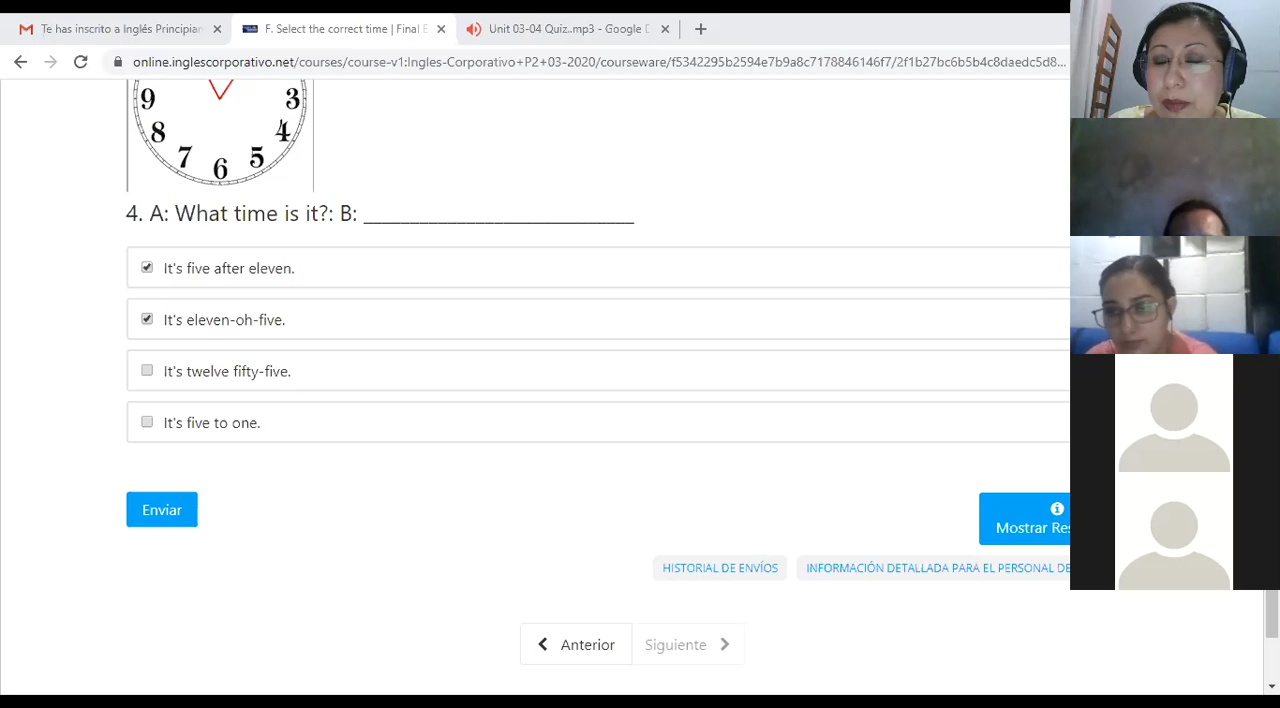 Te has inscrito a Inglés Principian
F. Select the correct time | Final E
Unit 03-04 Quiz..mp3 - Google D
online.inglescorporativo.net/courses/course-v1:Ingles-Corporativo+P2+03-2020/courseware/f5342295b2594e7b9a8c7178846146f7/2f1b27bc6b5b4c8daedc5d8...
9 3
8 4
7 6 5
4. A: What time is it?: B: ___________________________
It's five after eleven.
It's eleven-oh-five.
It's twelve fifty-five.
It's five to one.
Enviar
Mostrar Res
HISTORIAL DE ENVÍOS INFORMACIÓN DETALLADA PARA EL PERSONAL DE
Anterior Siguiente